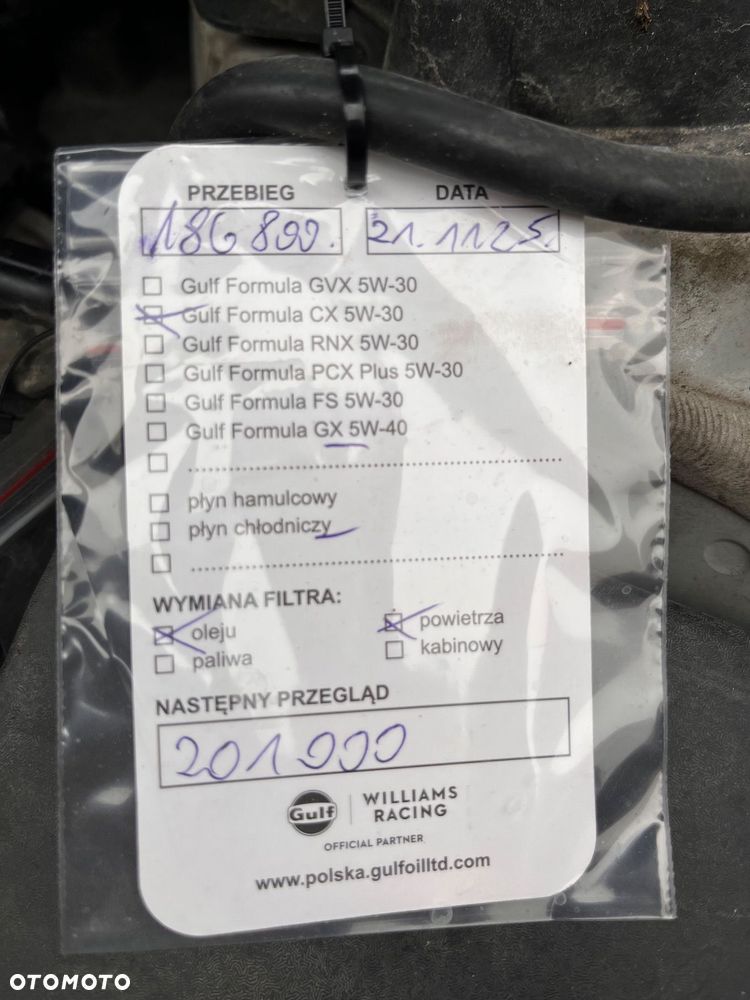 PRZEBIEG DATA
186 800. 21.11.25.
Gulf Formula GVX 5W-30
Gulf Formula CX 5W-30
Gulf Formula RNX 5W-30
Gulf Formula PCX Plus 5W-30
Gulf Formula FS 5W-30
Gulf Formula GX 5W-40
płyn hamulcowy
płyn chłodniczy
WYMIANA FILTRA:
oleju powietrza
paliwa kabinowy
NASTĘPNY PRZEGLĄD
201000
Gulf WILLIAMS
RACING
OFFICIAL PARTNER
www.polska.gulfoilltd.com
OTOMOTO